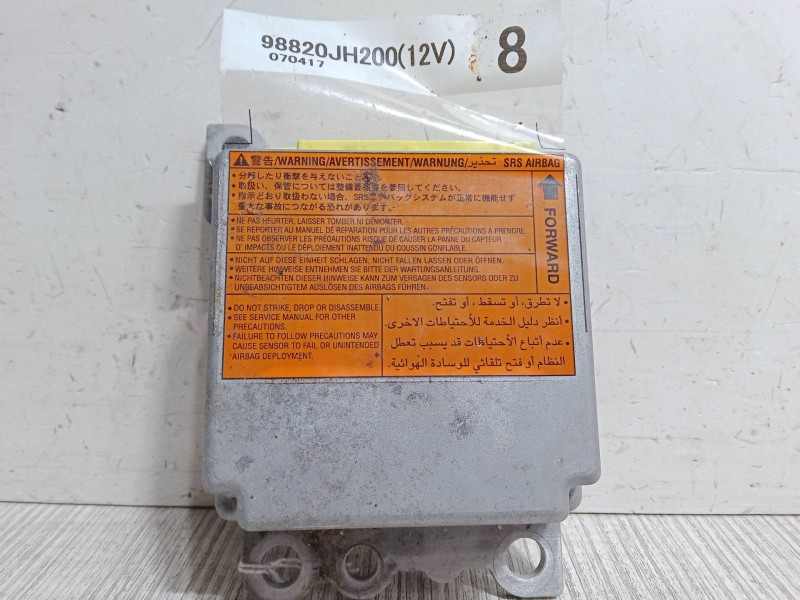 98820JH200(12V)
070417
8
警告/WARNING/AVERTISSEMENT/WARNUNG/تحذير SRS AIRBAG
• 分解したり衝撃を与えないこと
• 取扱い、保管については整備要領書を参照してください。
• 指示どおり取扱わない場合、SRSエアバッグシステムが正常に機能せず
重大な事故につながる恐れがあります。
FORWARD
• NE PAS HEURTER, LAISSER TOMBER NI DEMONTER.
• SE REPORTER AU MANUEL DE RÉPARATION POUR LES AUTRES PRÉCAUTIONS À PRENDRE.
• NE PAS OBSERVER LES PRÉCAUTIONS RISQUE DE CAUSER LA PANNE DU CAPTEUR
D' IMPACTS OU LE DÉPLOIEMENT INATTENDU DU COUSSIN GONFLABLE.
• NICHT AUF DIESE EINHEIT SCHLAGEN, NICHT FALLEN LASSEN ODER ÖFFNEN.
• WEITERE HINWEISE ENTNEHMEN SIE BITTE DER WARTUNGSANLEITUNG.
• NICHTBEACHTEN DIESER HINWEISE KANN ZUM VERSAGEN DES SENSORS ODER ZU
UNBEABSICHTIGTEM AUSLÖSEN DES AIRBAGS FÜHREN.
• DO NOT STRIKE, DROP OR DISASSEMBLE.
• SEE SERVICE MANUAL FOR OTHER
PRECAUTIONS.
• FAILURE TO FOLLOW PRECAUTIONS MAY
CAUSE SENSOR TO FAIL OR UNINTENDED
AIRBAG DEPLOYMENT.
• لا تطرق، أو تسقط، أو تفتح.
• أنظر دليل الخدمة للأحتياطات الاخرى.
• عدم أتباع الأحتياطات قد يسبب تعطل
النظام أو فتح تلقائي للوسادة الهوائية.